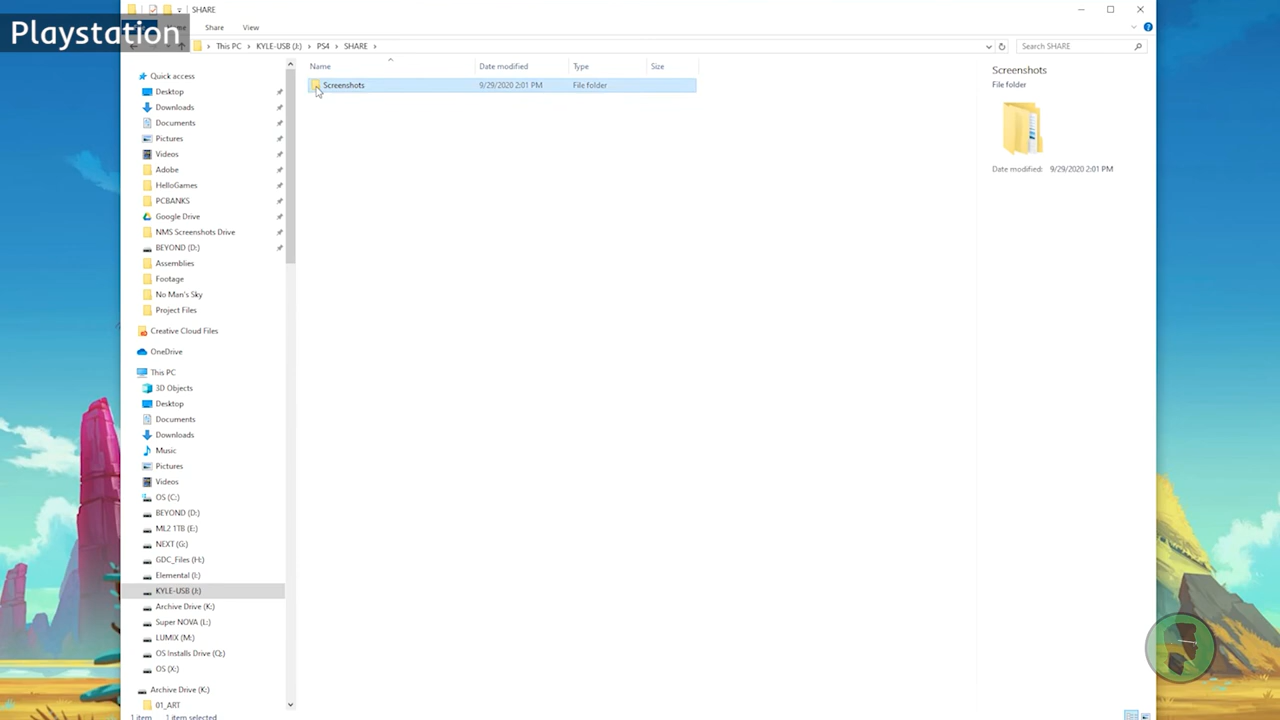 SHARE
Playstation
Share
View
This PC > KYLE-USB (J:) > PS4 > SHARE >
Search SHARE
Name
Date modified
Type
Size
Screenshots
9/29/2020 2:01 PM
File folder
Screenshots
File folder
Date modified: 9/29/2020 2:01 PM
Quick access
Desktop
Downloads
Documents
Pictures
Videos
Adobe
HelloGames
PCBANKS
Google Drive
NMS Screenshots Drive
BEYOND (D:)
Assemblies
Footage
No Man's Sky
Project Files
Creative Cloud Files
OneDrive
This PC
3D Objects
Desktop
Documents
Downloads
Music
Pictures
Videos
OS (C:)
BEYOND (D:)
ML2 1TB (E:)
NEXT (G:)
GDC_Files (H:)
Elemental (I:)
KYLE-USB (J:)
Archive Drive (K:)
Super NOVA (L:)
LUMIX (M:)
OS Installs Drive (Q:)
OS (X:)
Archive Drive (K:)
01_ART
1 item
1 item selected